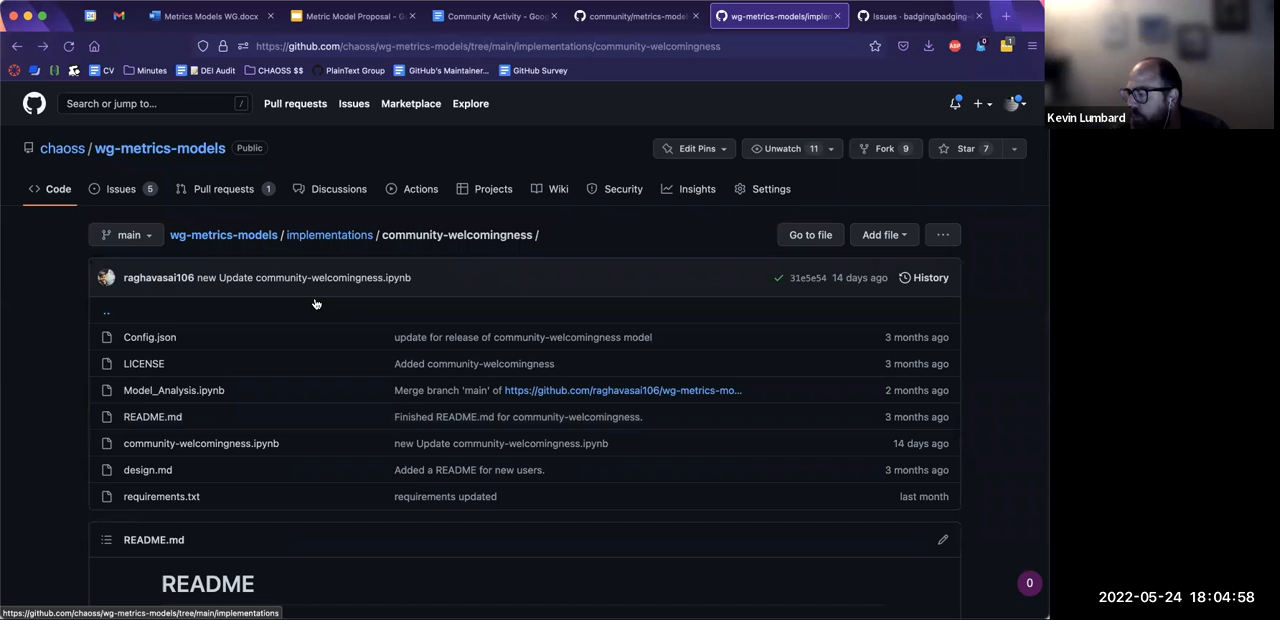 Metrics Models WG.docx
Metric Model Proposal - G
Community Activity - Goog
community/metrics-model
wg-metrics-models/implem
Issues · badging/badging-
https://github.com/chaoss/wg-metrics-models/tree/main/implementations/community-welcomingness
ABP
0
1
CV
Minutes
DEI Audit
CHAOSS $$
PlainText Group
GitHub's Maintainer...
GitHub Survey
Kevin Lumbard
Search or jump to...
/
Pull requests
Issues
Marketplace
Explore
chaoss / wg-metrics-models
Public
Edit Pins
Unwatch 11
Fork 9
Star 7
Code
Issues 5
Pull requests 1
Discussions
Actions
Projects
Wiki
Security
Insights
Settings
main
wg-metrics-models / implementations / community-welcomingness /
Go to file
Add file
...
raghavasai106 new Update community-welcomingness.ipynb
31e5e54 14 days ago
History
..
Config.json update for release of community-welcomingness model 3 months ago
LICENSE Added community-welcomingness 3 months ago
Model_Analysis.ipynb Merge branch 'main' of https://github.com/raghavasai106/wg-metrics-mo... 2 months ago
README.md Finished README.md for community-welcomingness. 3 months ago
community-welcomingness.ipynb new Update community-welcomingness.ipynb 14 days ago
design.md Added a README for new users. 3 months ago
requirements.txt requirements updated last month
README.md
README
0
https://github.com/chaoss/wg-metrics-models/tree/main/implementations
2022-05-24 18:04:58